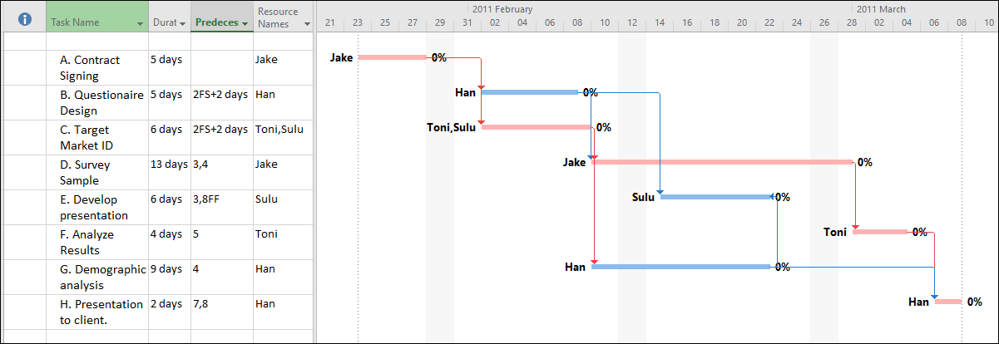 2011 February 2011 March
i Task Name Durat Predeces Resource Names 21 23 25 27 29 31 02 04 06 08 10 12 14 16 18 20 22 24 26 28 02 04 06 08 10
A. Contract Signing 5 days Jake Jake 0%
B. Questionaire Design 5 days 2FS+2 days Han Han 0%
C. Target Market ID 6 days 2FS+2 days Toni,Sulu Toni,Sulu 0%
D. Survey Sample 13 days 3,4 Jake Jake 0%
E. Develop presentation 6 days 3,8FF Sulu Sulu 0%
F. Analyze Results 4 days 5 Toni Toni 0%
G. Demographic analysis 9 days 4 Han Han 0%
H. Presentation to client. 2 days 7,8 Han Han 0%